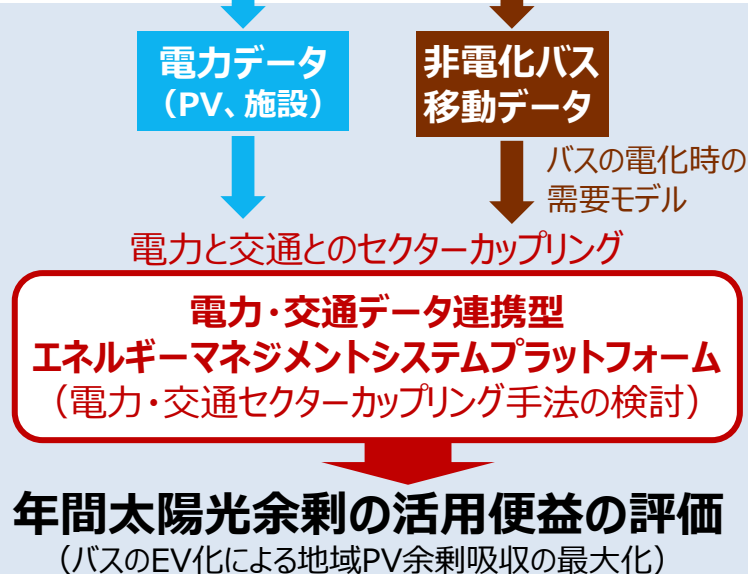 電力データ
（PV、施設）
非電化バス
移動データ
バスの電化時の
需要モデル
電力と交通とのセクターカップリング
電力・交通データ連携型
エネルギーマネジメントシステムプラットフォーム
（電力・交通セクターカップリング手法の検討）
年間太陽光余剰の活用便益の評価
（バスのEV化による地域PV余剰吸収の最大化）